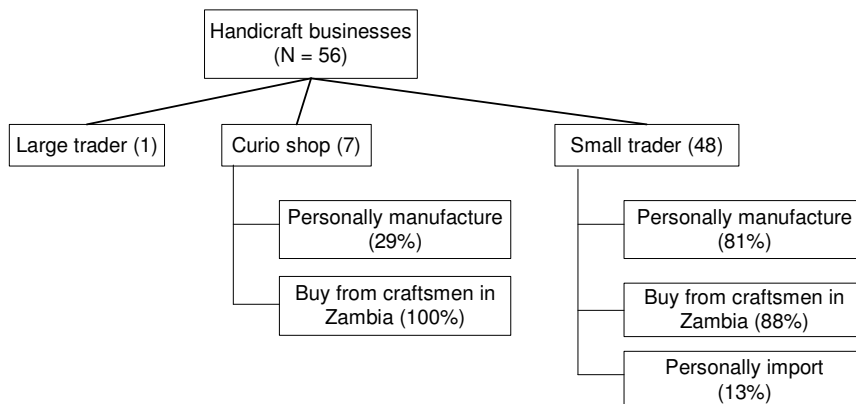 Handicraft businesses
(N = 56)
Large trader (1)
Curio shop (7)
Small trader (48)
Personally manufacture
(29%)
Buy from craftsmen in
Zambia (100%)
Personally manufacture
(81%)
Buy from craftsmen in
Zambia (88%)
Personally import
(13%)